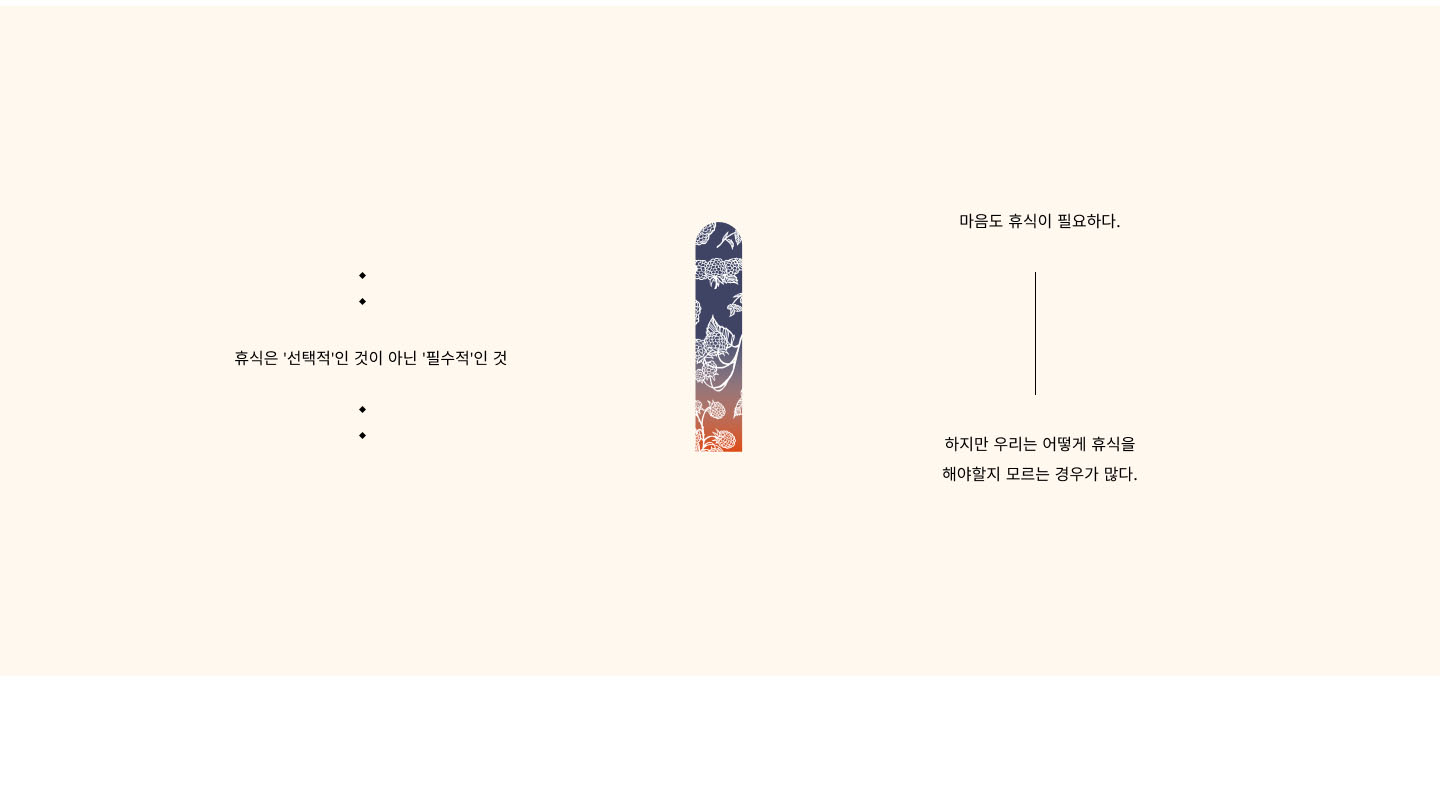 휴식은 '선택적'인 것이 아닌 '필수적'인 것
마음도 휴식이 필요하다.
하지만 우리는 어떻게 휴식을
해야할지 모르는 경우가 많다.